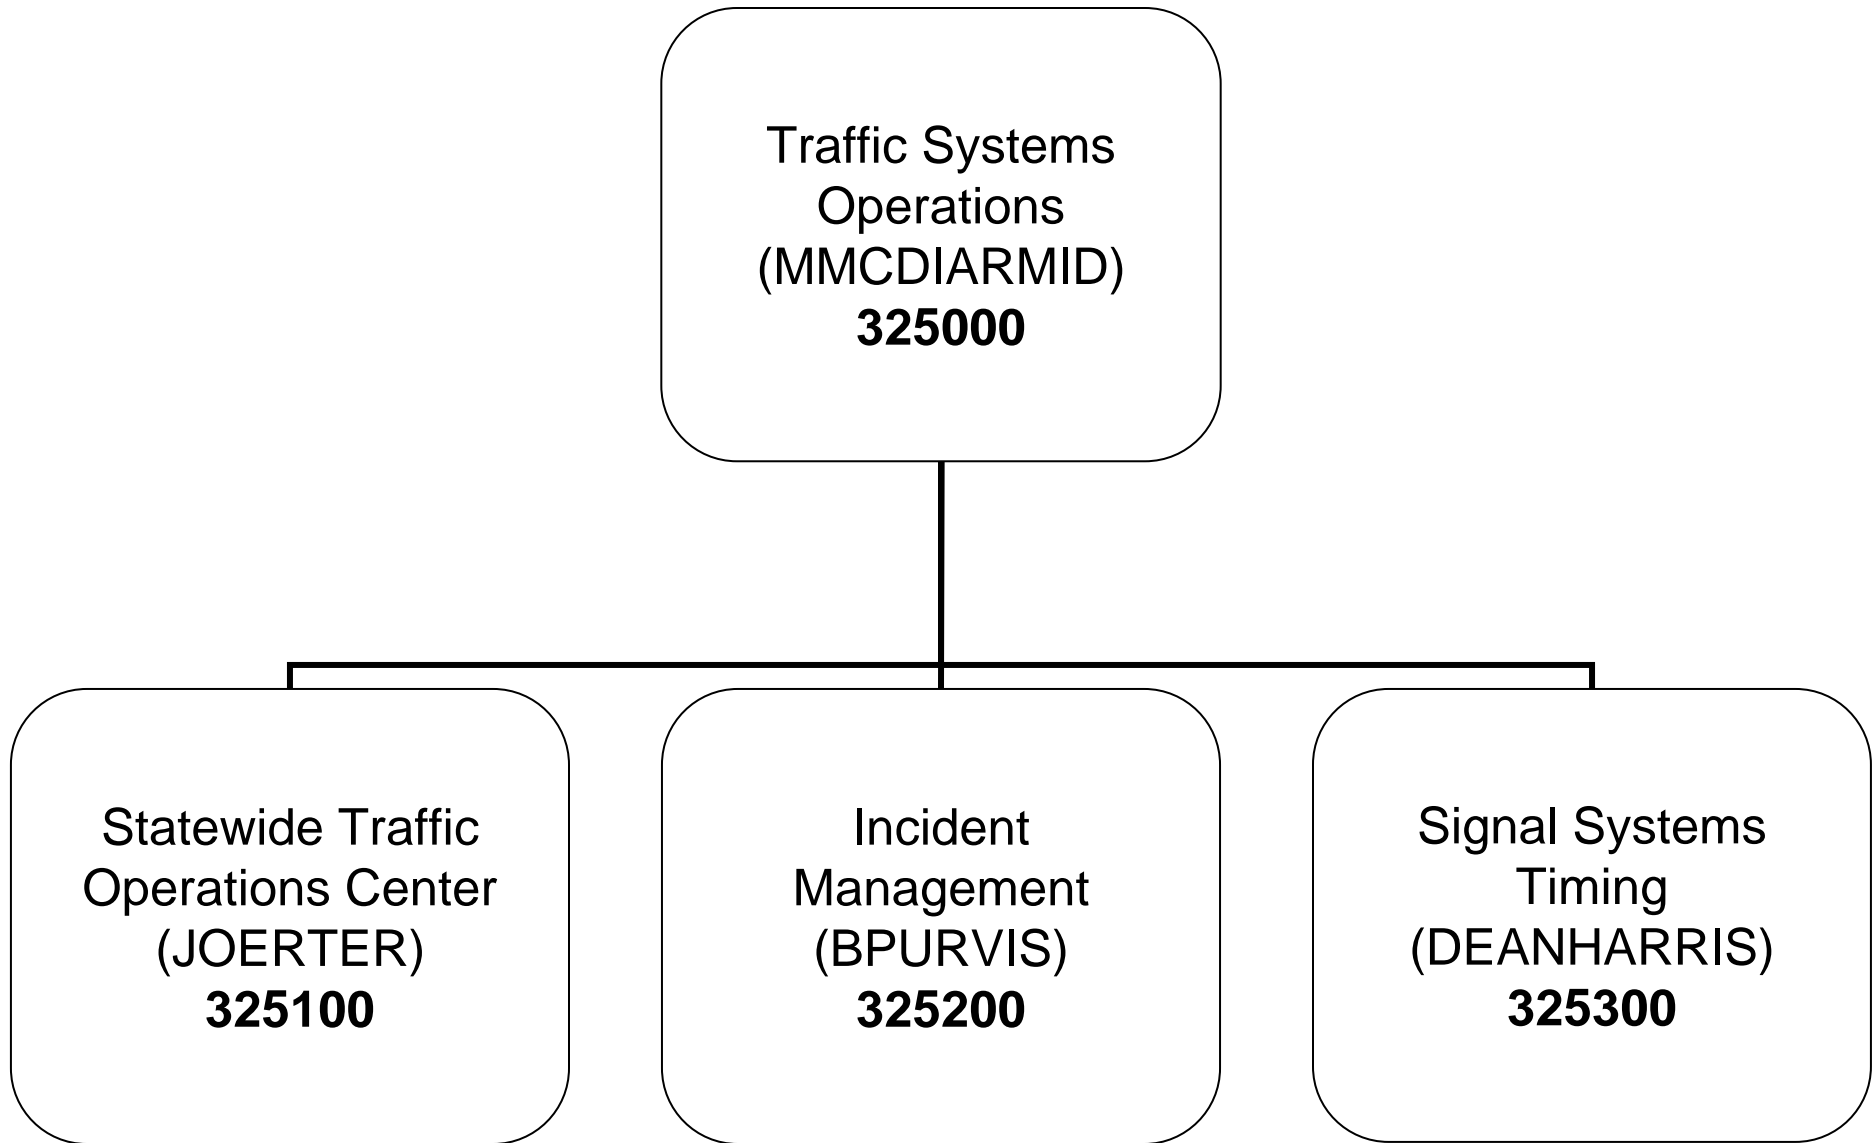 Traffic Systems
Operations
(MMCDIARMID)
325000
Statewide Traffic
Operations Center
(JOERTER)
325100
Incident
Management
(BPURVIS)
325200
Signal Systems
Timing
(DEANHARRIS)
325300